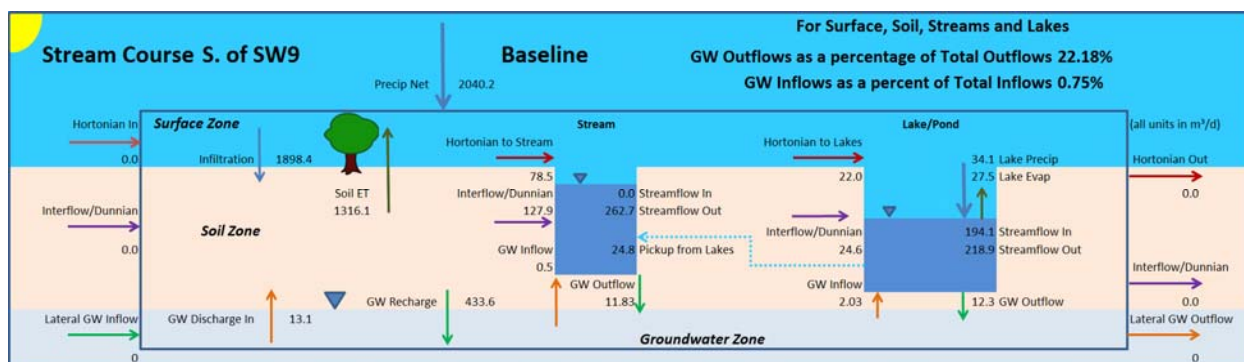 For Surface, Soil, Streams and Lakes
Stream Course S. of SW9
Baseline
GW Outflows as a percentage of Total Outflows 22.18%
GW Inflows as a percent of Total Inflows 0.75%
Precip Net 2040.2
Hortonian In
0.0
Surface Zone
Infiltration 1898.4
Soil ET
1316.1
Stream
Hortonian to Stream
78.5
Interflow/Dunnian
127.9
0.0 Streamflow In
262.7 Streamflow Out
GW Inflow
0.5
24.8 Pickup from Lakes
GW Outflow
11.83
Lake/Pond
Hortonian to Lakes
22.0
34.1 Lake Precip
27.5 Lake Evap
Interflow/Dunnian
24.6
194.1 Streamflow In
218.9 Streamflow Out
GW Inflow
2.03
12.3 GW Outflow
(all units in m³/d)
Hortonian Out
0.0
Interflow/Dunnian
0.0
Soil Zone
Interflow/Dunnian
0.0
GW Recharge 433.6
GW Discharge In 13.1
Lateral GW Inflow
0
Groundwater Zone
Lateral GW Outflow
0